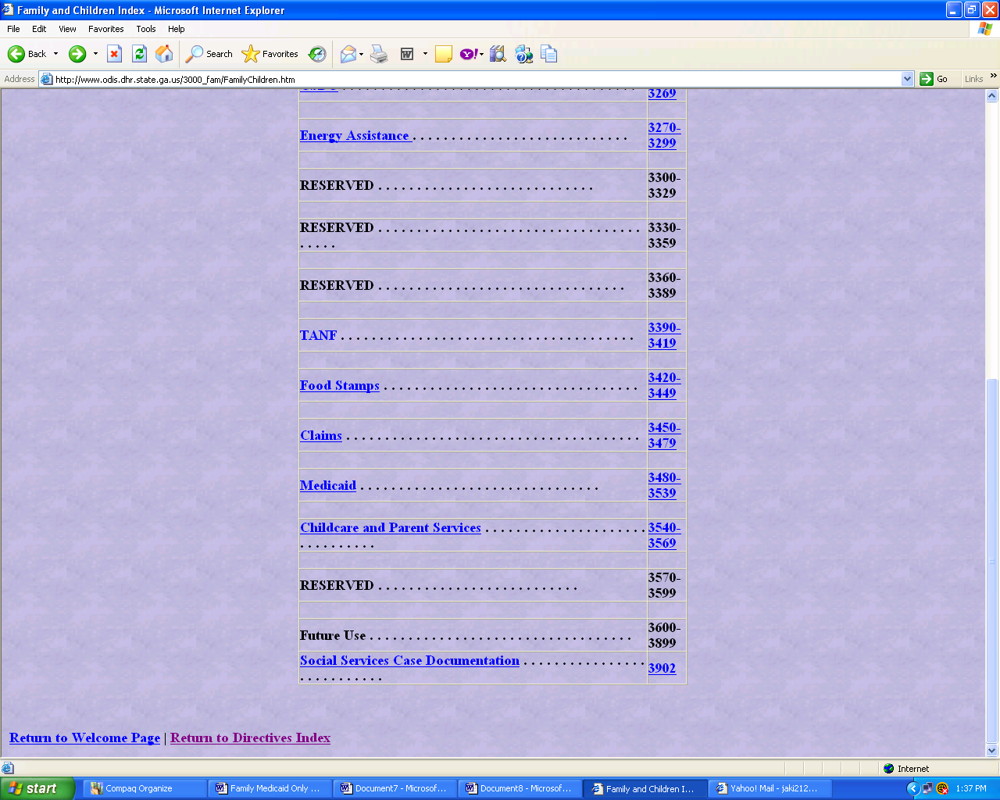 Family and Children Index - Microsoft Internet Explorer
File Edit View Favorites Tools Help
Back Search Favorites
Address http://www.odis.dhr.state.ga.us/3000_fam/FamilyChildren.htm Go Links »
3269
Energy Assistance . . . . . . . . . . . . . . . . . . . . . . . . . . . . 3270-
3299
RESERVED . . . . . . . . . . . . . . . . . . . . . . . . . . . . 3300-
3329
RESERVED . . . . . . . . . . . . . . . . . . . . . . . . . . . . . . . . . . 3330-
. . . . . 3359
RESERVED . . . . . . . . . . . . . . . . . . . . . . . . . . . . . . . . 3360-
3389
TANF . . . . . . . . . . . . . . . . . . . . . . . . . . . . . . . . . . . . . . 3390-
3419
Food Stamps . . . . . . . . . . . . . . . . . . . . . . . . . . . . . . . . . 3420-
3449
Claims . . . . . . . . . . . . . . . . . . . . . . . . . . . . . . . . . . . . . . 3450-
3479
Medicaid . . . . . . . . . . . . . . . . . . . . . . . . . . . . . . . 3480-
3539
Childcare and Parent Services . . . . . . . . . . . . . . . . . . . . . 3540-
. . . . . . . . . . 3569
RESERVED . . . . . . . . . . . . . . . . . . . . . . . . . . 3570-
3599
Future Use . . . . . . . . . . . . . . . . . . . . . . . . . . . . . . . . . . 3600-
3899
Social Services Case Documentation . . . . . . . . . . . . . . . . 3902
. . . . . . . . . . .
Return to Welcome Page | Return to Directives Index
Internet
start Compaq Organize Family Medicaid Only ... Document7 - Microsof... Document8 - Microsof... Family and Children I... Yahoo! Mail - jaki212... 1:37 PM